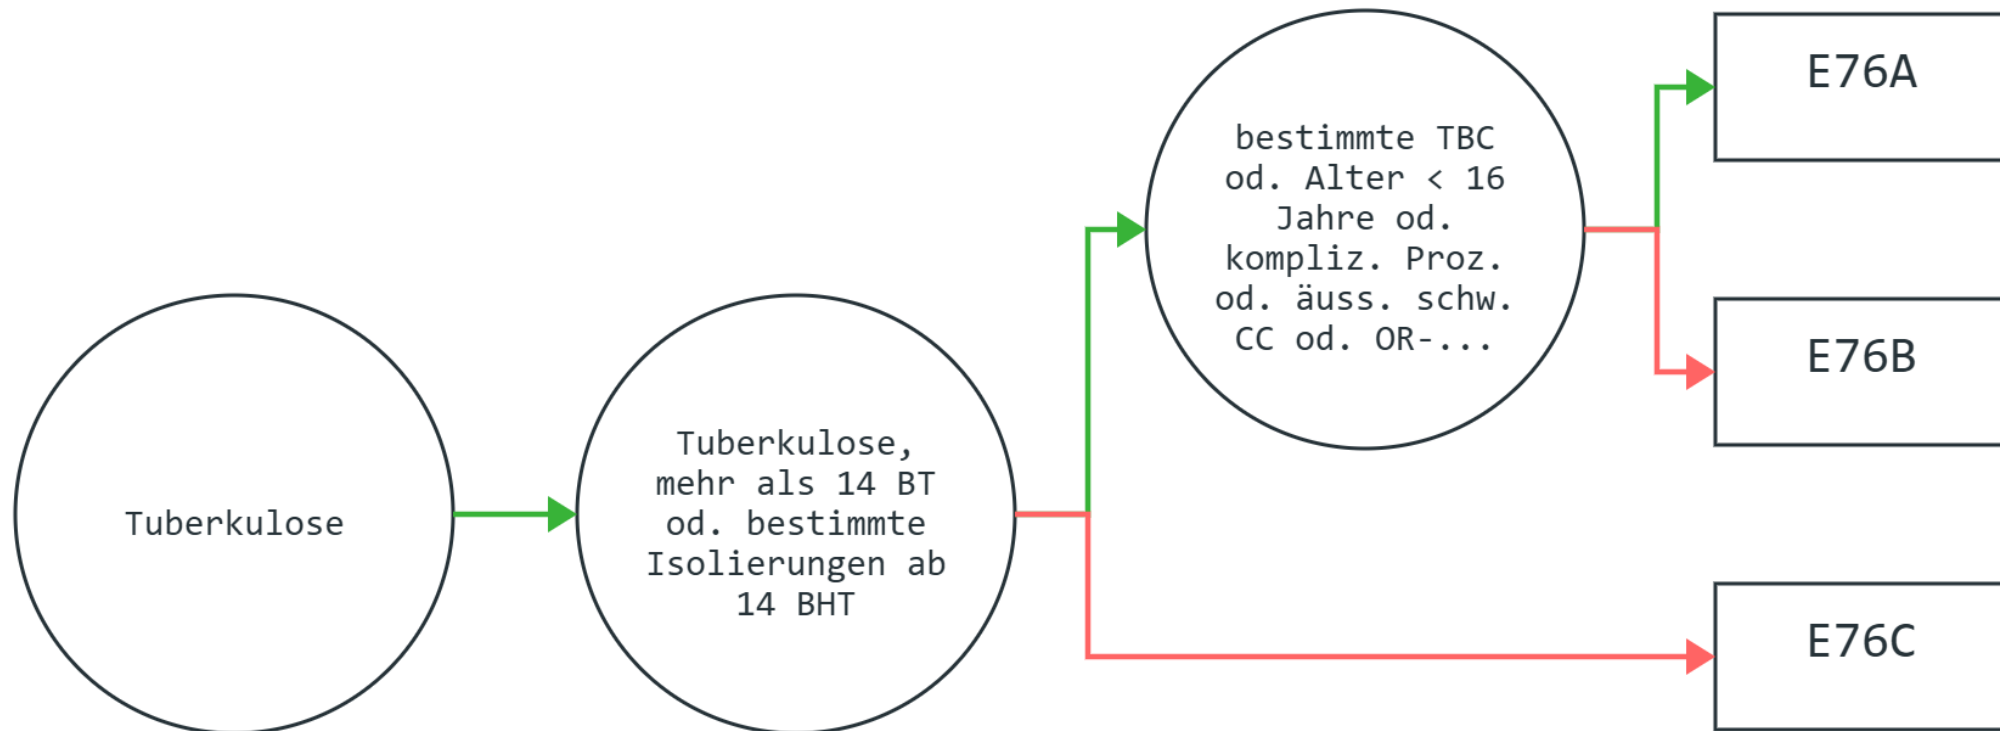 Tuberkulose
Tuberkulose,
mehr als 14 BT
od. bestimmte
Isolierungen ab
14 BHT
bestimmte TBC
od. Alter < 16
Jahre od.
kompliz. Proz.
od. äuss. schw.
CC od. OR-...
E76A
E76B
E76C